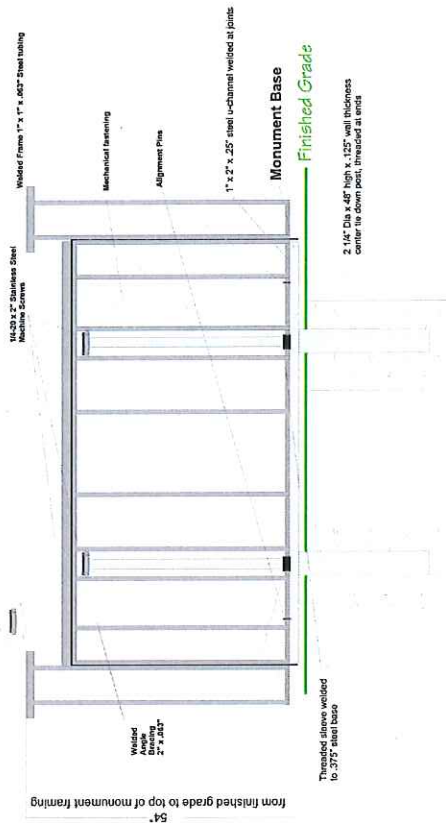 Welded Frame 1" x 1" x .063" Steel tubing
1/4-20 x 2" Stainless Steel
Machine Screws
Mechanical fastening
Alignment Pins
1" x 2" x .25" steel u-channel welded at joints
Monument Base
Finished Grade
2 1/4" Dia x 48" high x .125" wall thickness
center tie down post, threaded at ends
Welded
Angle
Bracing
2" x .063"
Threaded sleeve welded
to .375" steel base
54"
from finished grade to top of monument framing